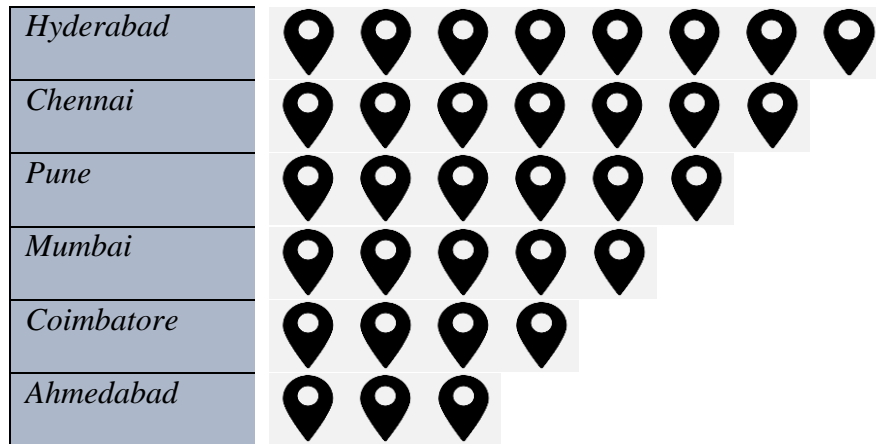 Hyderabad
Chennai
Pune
Mumbai
Coimbatore
Ahmedabad